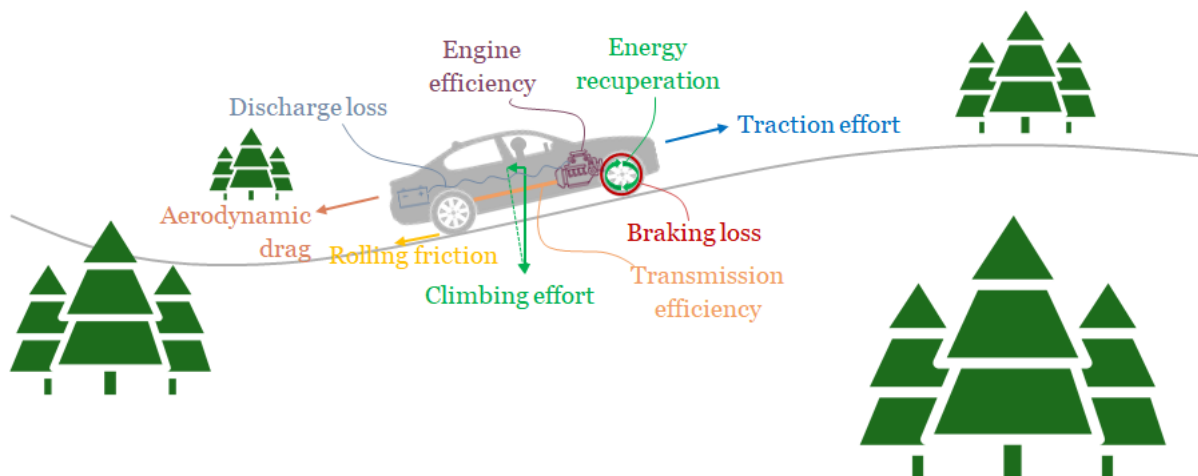 Engine
efficiency
Energy
recuperation
Discharge loss
Traction effort
Aerodynamic
drag
Rolling friction
Braking loss
Climbing effort
Transmission
efficiency